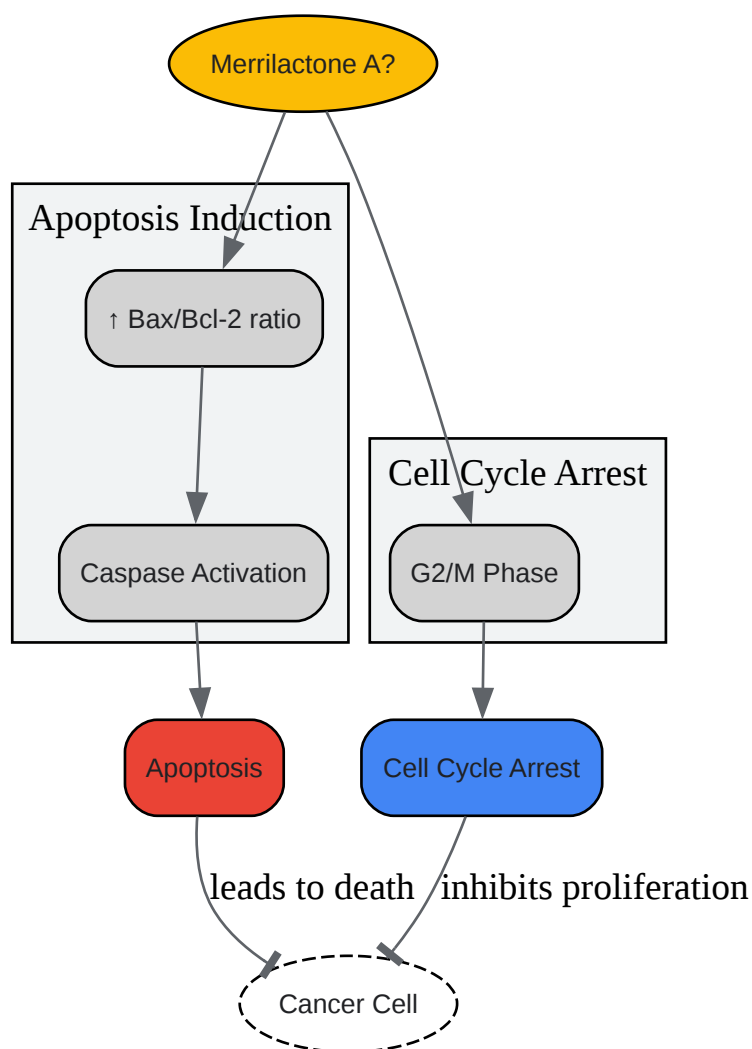 Merrilactone A?
Apoptosis Induction
↑ Bax/Bcl-2 ratio
Cell Cycle Arrest
Caspase Activation
G2/M Phase
Apoptosis
Cell Cycle Arrest
leads to death
inhibits proliferation
Cancer Cell